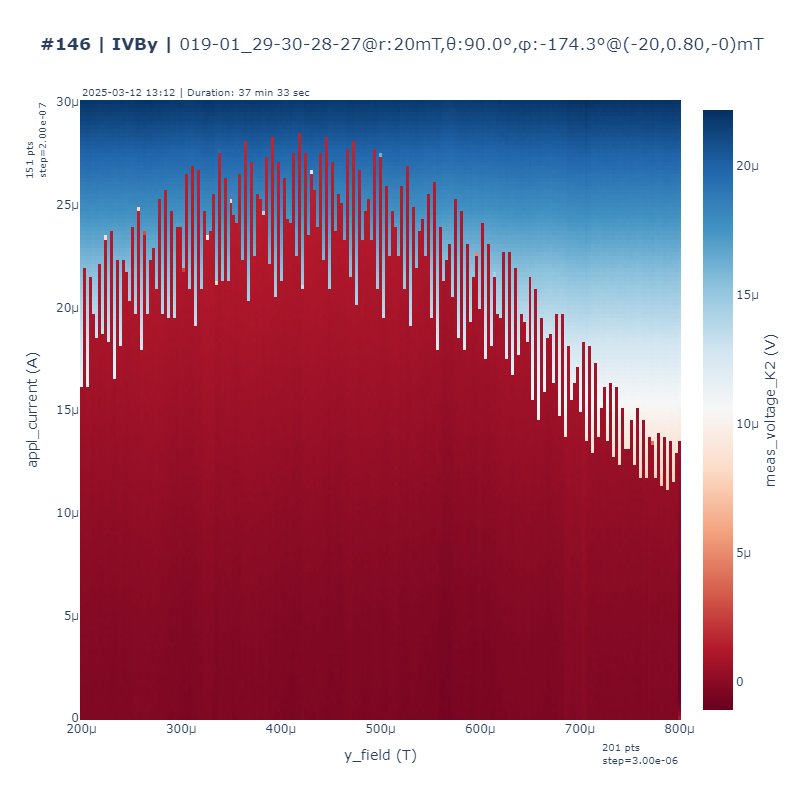 #146 | IVBy | 019-01_29-30-28-27@r:20mT,θ:90.0°,φ:-174.3°@(-20,0.80,-0)mT
2025-03-12 13:12 | Duration: 37 min 33 sec
151 pts
step=2.00e-07
30μ
25μ
20μ
15μ
10μ
5μ
0
appl_current (A)
200μ
300μ
400μ
500μ
600μ
700μ
800μ
y_field (T)
201 pts
step=3.00e-06
20μ
15μ
10μ
5μ
0
meas_voltage_K2 (V)